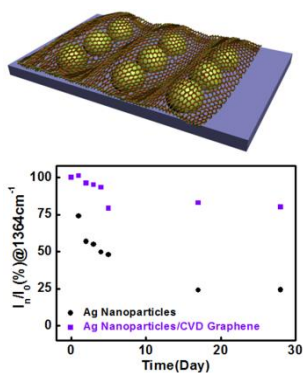 100
75
50
25
0
Iₙ/I₀(%)@1364cm⁻¹
Ag Nanoparticles
Ag Nanoparticles/CVD Graphene
0 10 20 30
Time(Day)